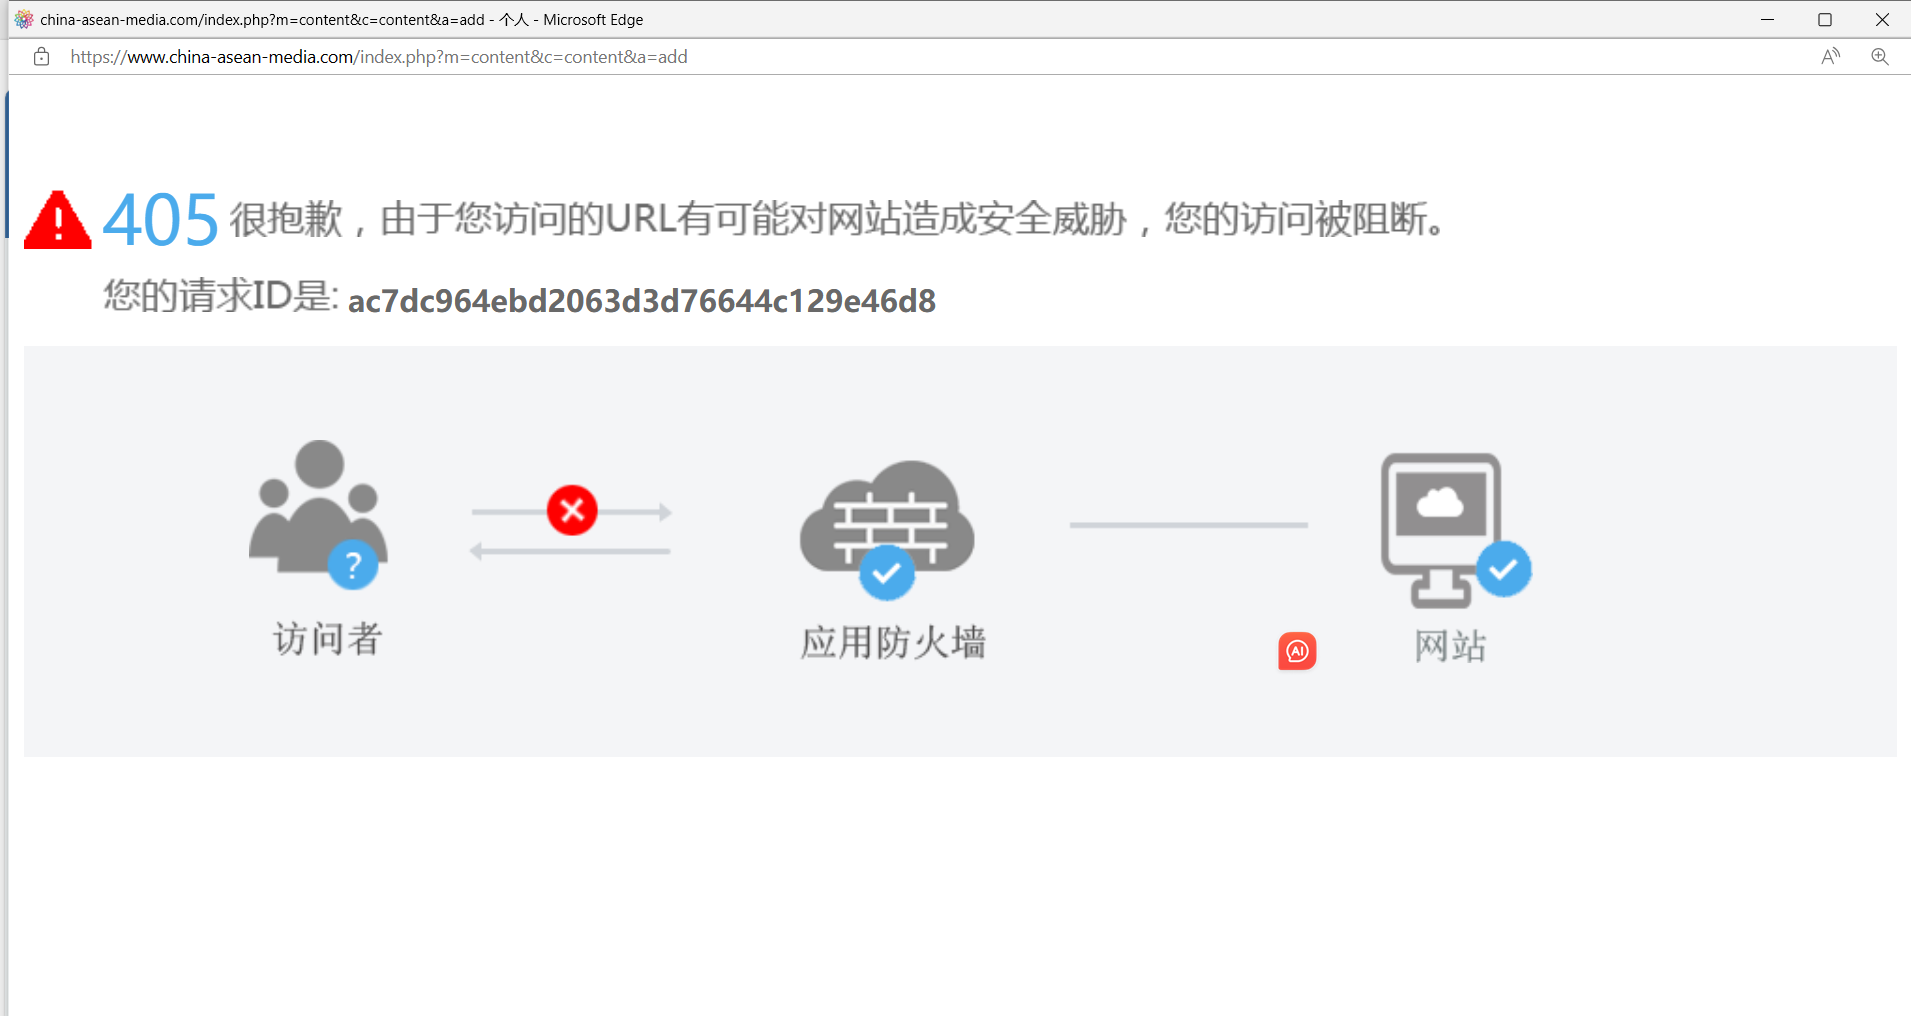 china-asean-media.com/index.php?m=content&c=content&a=add - 个人 - Microsoft Edge
https://www.china-asean-media.com/index.php?m=content&c=content&a=add
405 很抱歉，由于您访问的URL有可能对网站造成安全威胁，您的访问被阻断。
您的请求ID是: ac7dc964ebd2063d3d76644c129e46d8
访问者
应用防火墙
AI
网站